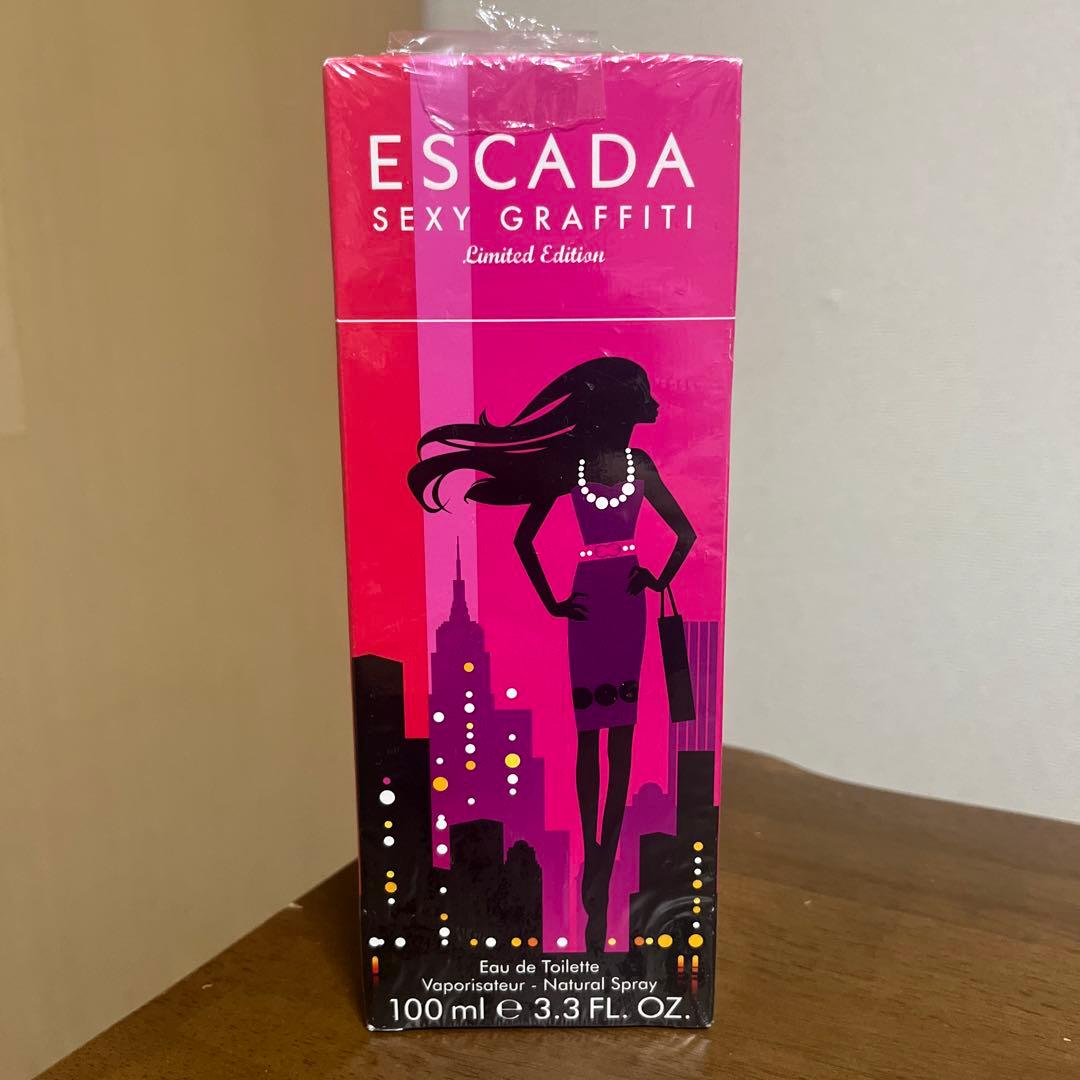 ESCADA
SEXY GRAFFITI
Limited Edition
Eau de Toilette
Vaporisateur - Natural Spray
100 ml ℮ 3.3 FL. OZ.